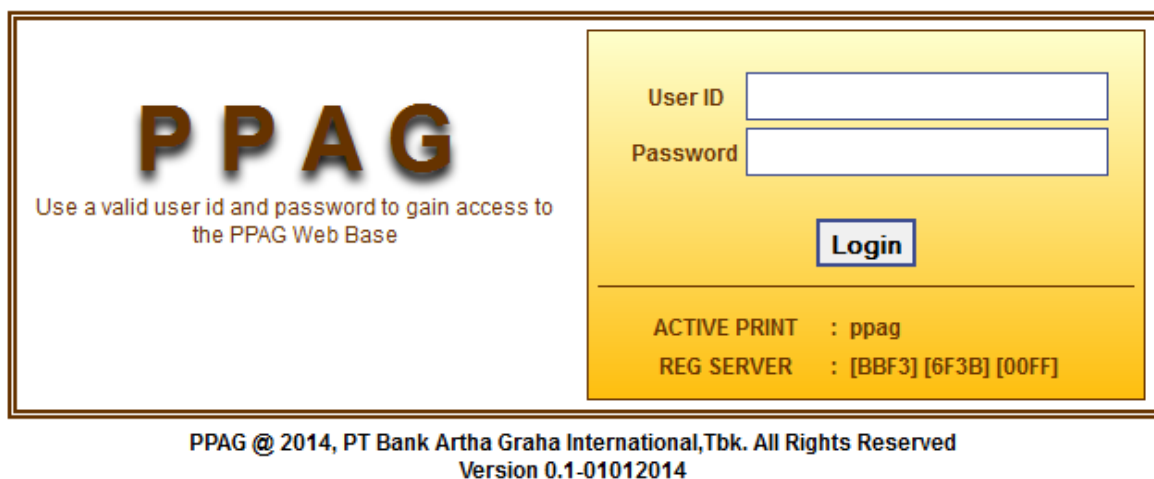 P P A G
Use a valid user id and password to gain access to
the PPAG Web Base
User ID
Password
Login
ACTIVE PRINT : ppag
REG SERVER : [BBF3] [6F3B] [00FF]
PPAG @ 2014, PT Bank Artha Graha International,Tbk. All Rights Reserved
Version 0.1-01012014